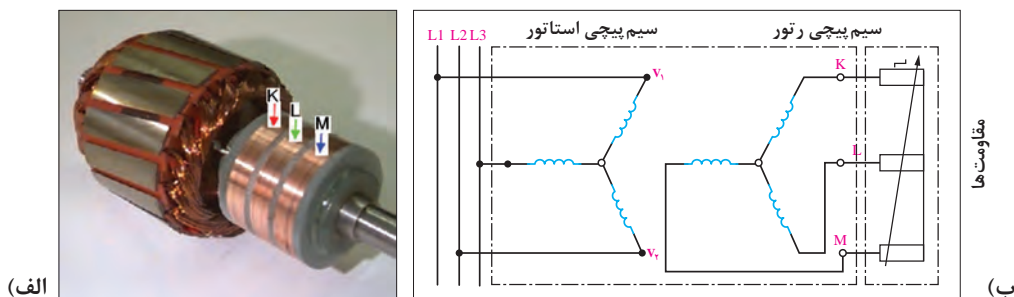 سیم‌پیچی رتور
سیم‌پیچی استاتور
L1 L2 L3
K
V۱
L
V۲
M
مقاومت‌ها
ب)
K
L
M
الف)